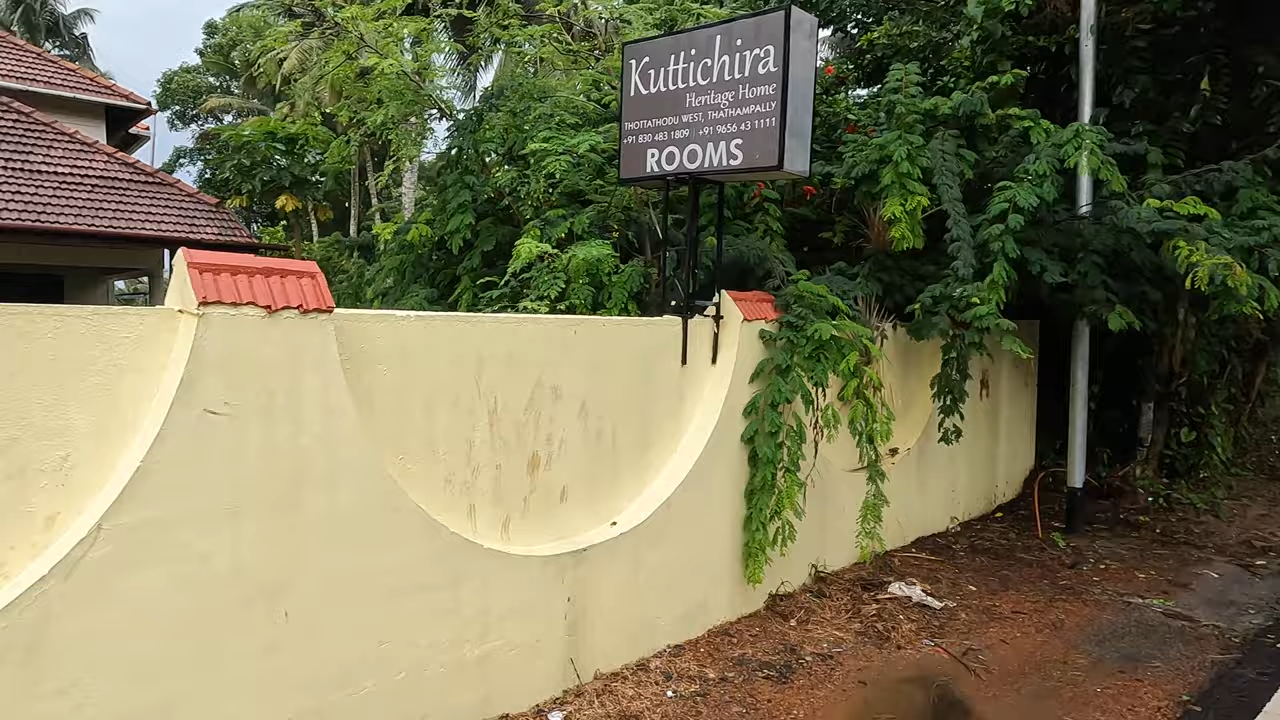 Kuttichira
Heritage Home
THOTTATHODU WEST, THATHAMPALLY
+91 830 483 1809 | +91 9656 43 1111
ROOMS